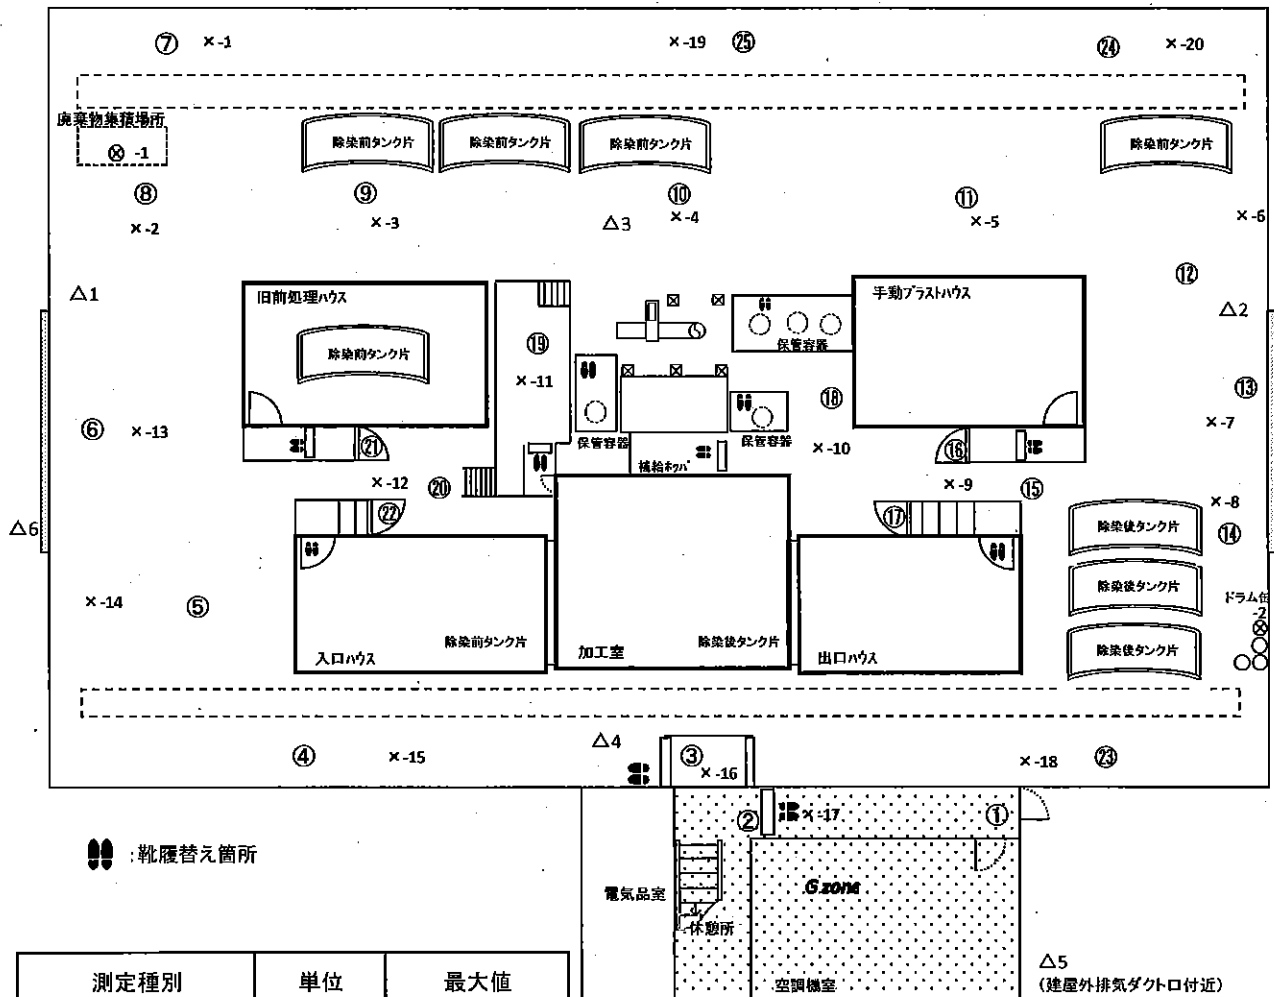 ⑦ ×-1 ×-19 ㉕ ㉔ ×-20
廃棄物集積場所
⊗ -1
除染前タンク片 除染前タンク片 除染前タンク片 除染前タンク片
⑧ ⑨ ⑩ ⑪
×-2 ×-3 △3 ×-4 ×-5 ×-6
⑫
△1 △2
旧前処理ハウス
手動ブラストハウス
除染前タンク片
⑲
保管容器
×-11
⑱ ⑬
⑥ ×-13 ×-7
保管容器 保管容器
㉑ ×-10 ⑯
補給ホッパ
×-12 ⑳ ×-9 ⑮
×-8
㉒ ⑰
△6
除染後タンク片 ⑭
除染後タンク片
ドラム缶
-2
×-14 ⑤
除染前タンク片 除染後タンク片 除染後タンク片
入口ハウス 加工室 出口ハウス
④ ×-15 △4 ③ ×-16 ×-18 ㉓
② ×-17 ①
:靴履替え箇所
電気品室
G zone
休憩所
△5
(建屋外排気ダクト口付近)
空調機室
測定種別 単位 最大値